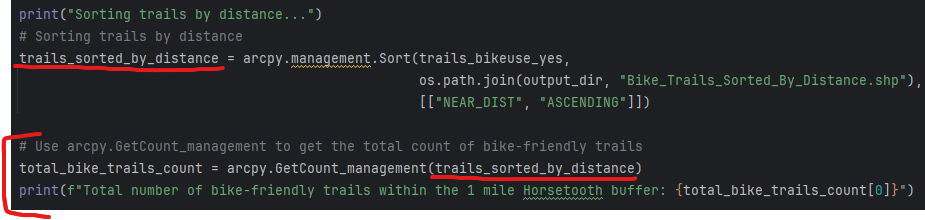 print("Sorting trails by distance...")
# Sorting trails by distance
trails_sorted_by_distance = arcpy.management.Sort(trails_bikeuse_yes,
os.path.join(output_dir, "Bike_Trails_Sorted_By_Distance.shp"),
[["NEAR_DIST", "ASCENDING"]])
# Use arcpy.GetCount_management to get the total count of bike-friendly trails
total_bike_trails_count = arcpy.GetCount_management(trails_sorted_by_distance)
print(f"Total number of bike-friendly trails within the 1 mile Horsetooth buffer: {total_bike_trails_count[0]}")